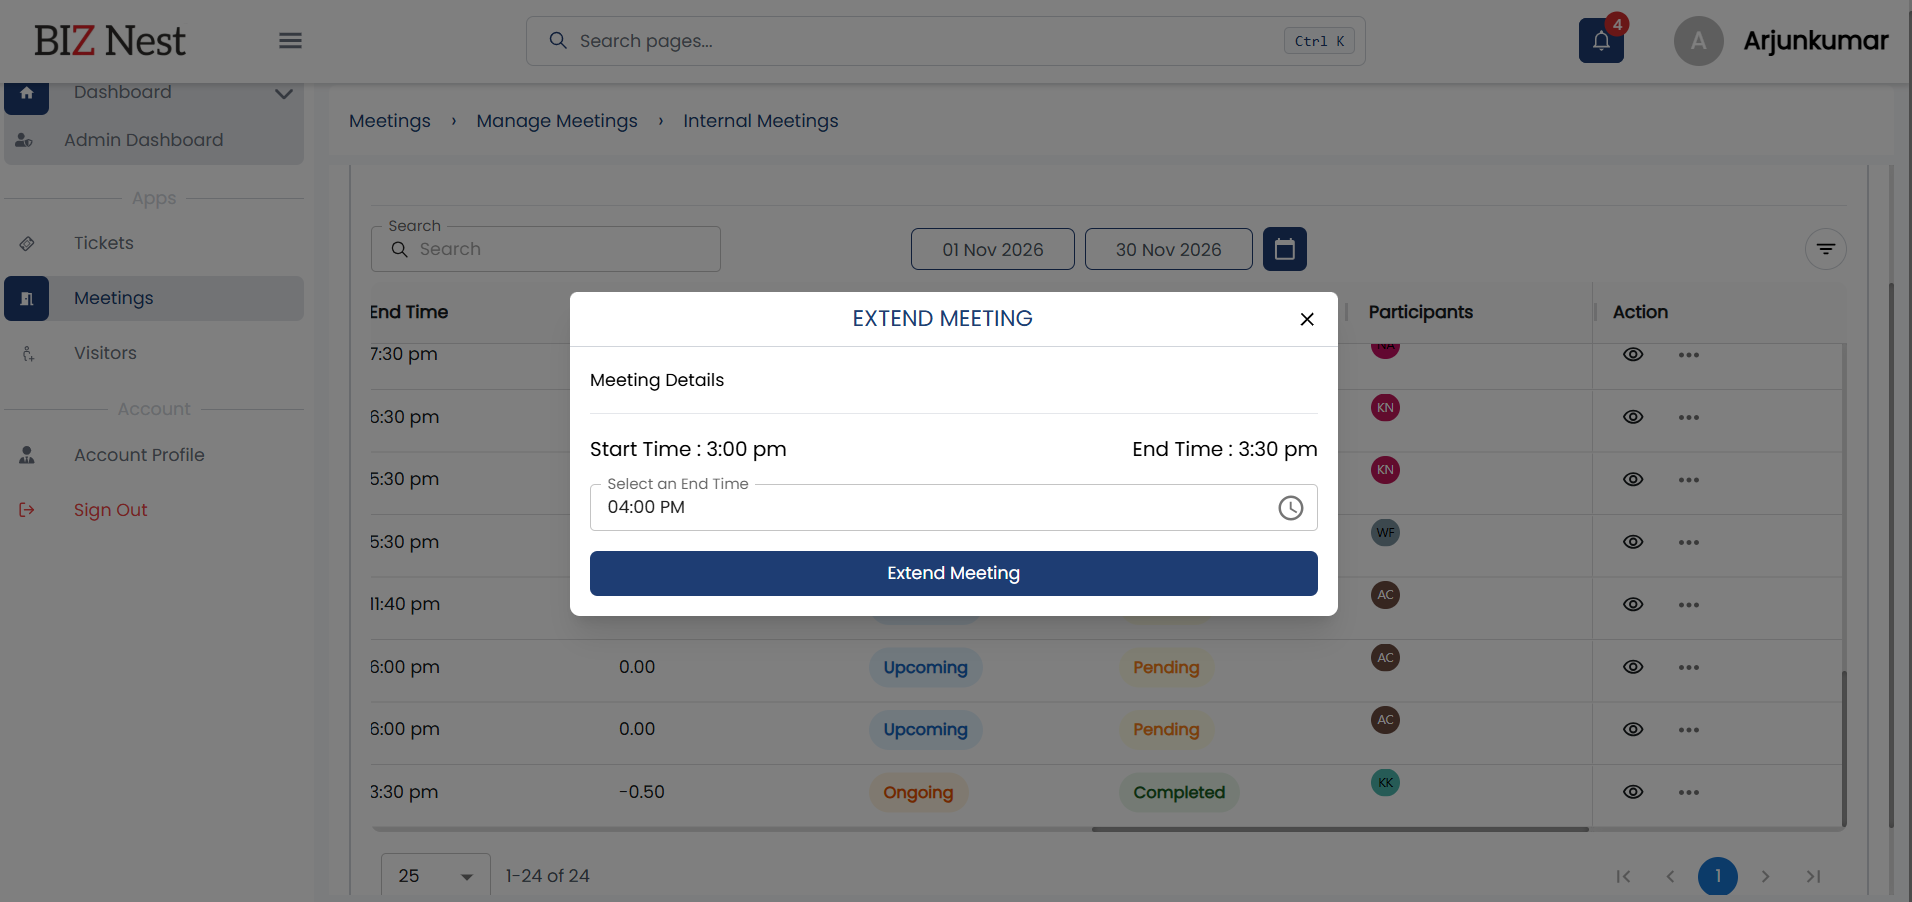 BIZ Nest
Search pages...
Ctrl K
4
A
Arjunkumar
Dashboard
Admin Dashboard
Apps
Tickets
Meetings
Visitors
Account
Account Profile
Sign Out
Meetings › Manage Meetings › Internal Meetings
Search
Search
01 Nov 2026
30 Nov 2026
End Time
Participants
Action
EXTEND MEETING
Meeting Details
Start Time : 3:00 pm
End Time : 3:30 pm
Select an End Time
04:00 PM
Extend Meeting
7:30 pm
NA
6:30 pm
KN
5:30 pm
KN
5:30 pm
WF
11:40 pm
AC
6:00 pm 0.00 Upcoming Pending AC
6:00 pm 0.00 Upcoming Pending AC
3:30 pm -0.50 Ongoing Completed KK
25
1-24 of 24
1